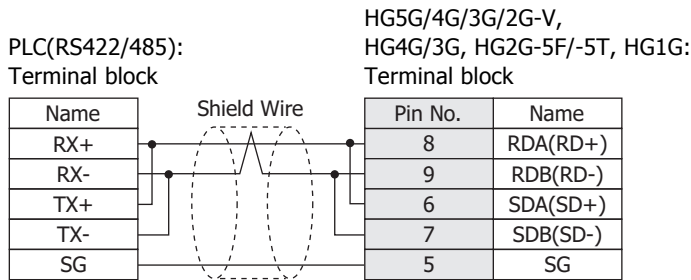 HG5G/4G/3G/2G-V,
PLC(RS422/485): HG4G/3G, HG2G-5F/-5T, HG1G:
Terminal block Terminal block
Name Shield Wire Pin No. Name
RX+ 8 RDA(RD+)
RX- 9 RDB(RD-)
TX+ 6 SDA(SD+)
TX- 7 SDB(SD-)
SG 5 SG